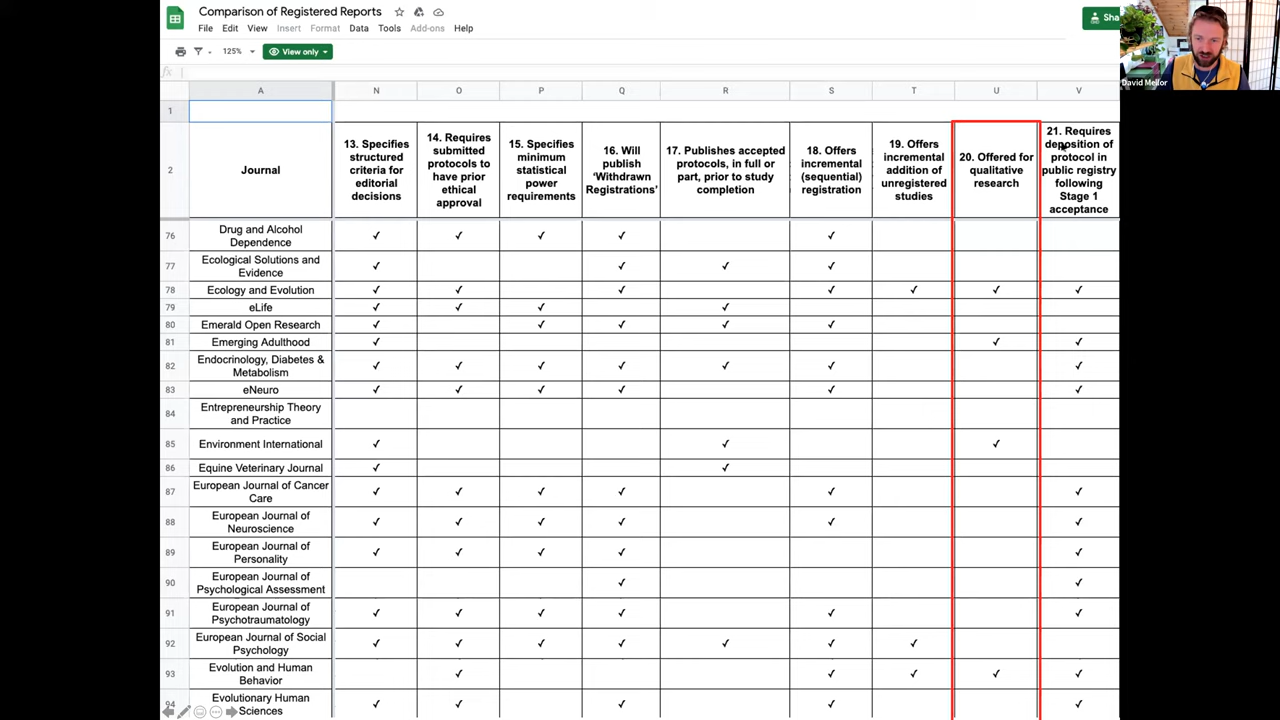 Comparison of Registered Reports
File Edit View Insert Format Data Tools Add-ons Help
Sha
125% View only
David Mellor
fx
A N O P Q R S T U V
1
2
Journal
13. Specifies
structured
criteria for
editorial
decisions
14. Requires
submitted
protocols to
have prior
ethical
approval
15. Specifies
minimum
statistical
power
requirements
16. Will
publish
‘Withdrawn
Registrations’
17. Publishes accepted
protocols, in full or
part, prior to study
completion
18. Offers
incremental
(sequential)
registration
19. Offers
incremental
addition of
unregistered
studies
20. Offered for
qualitative
research
21. Requires
deposition of
protocol in
public registry
following
Stage 1
acceptance
76 Drug and Alcohol
Dependence ✓ ✓ ✓ ✓ ✓
77 Ecological Solutions and
Evidence ✓ ✓ ✓ ✓
78 Ecology and Evolution ✓ ✓ ✓ ✓ ✓ ✓ ✓
79 eLife ✓ ✓ ✓ ✓
80 Emerald Open Research ✓ ✓ ✓ ✓ ✓
81 Emerging Adulthood ✓ ✓ ✓
82 Endocrinology, Diabetes &
Metabolism ✓ ✓ ✓ ✓ ✓ ✓ ✓
83 eNeuro ✓ ✓ ✓ ✓ ✓ ✓
84 Entrepreneurship Theory
and Practice
85 Environment International ✓ ✓ ✓
86 Equine Veterinary Journal ✓ ✓
87 European Journal of Cancer
Care ✓ ✓ ✓ ✓ ✓ ✓
88 European Journal of
Neuroscience ✓ ✓ ✓ ✓ ✓ ✓
89 European Journal of
Personality ✓ ✓ ✓ ✓ ✓
90 European Journal of
Psychological Assessment ✓ ✓
91 European Journal of
Psychotraumatology ✓ ✓ ✓ ✓ ✓ ✓
92 European Journal of Social
Psychology ✓ ✓ ✓ ✓ ✓ ✓ ✓
93 Evolution and Human
Behavior ✓ ✓ ✓ ✓ ✓
94 Evolutionary Human
Sciences ✓ ✓ ✓ ✓ ✓